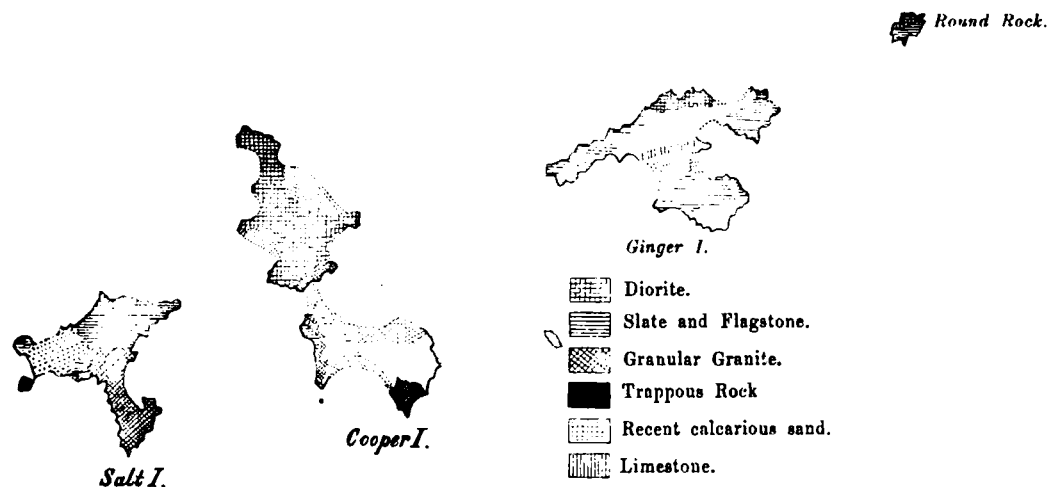 Round Rock.
Ginger I.
Diorite.
Slate and Flagstone.
Granular Granite.
Trappous Rock
Recent calcarious sand.
Limestone.
Cooper I.
Salt I.